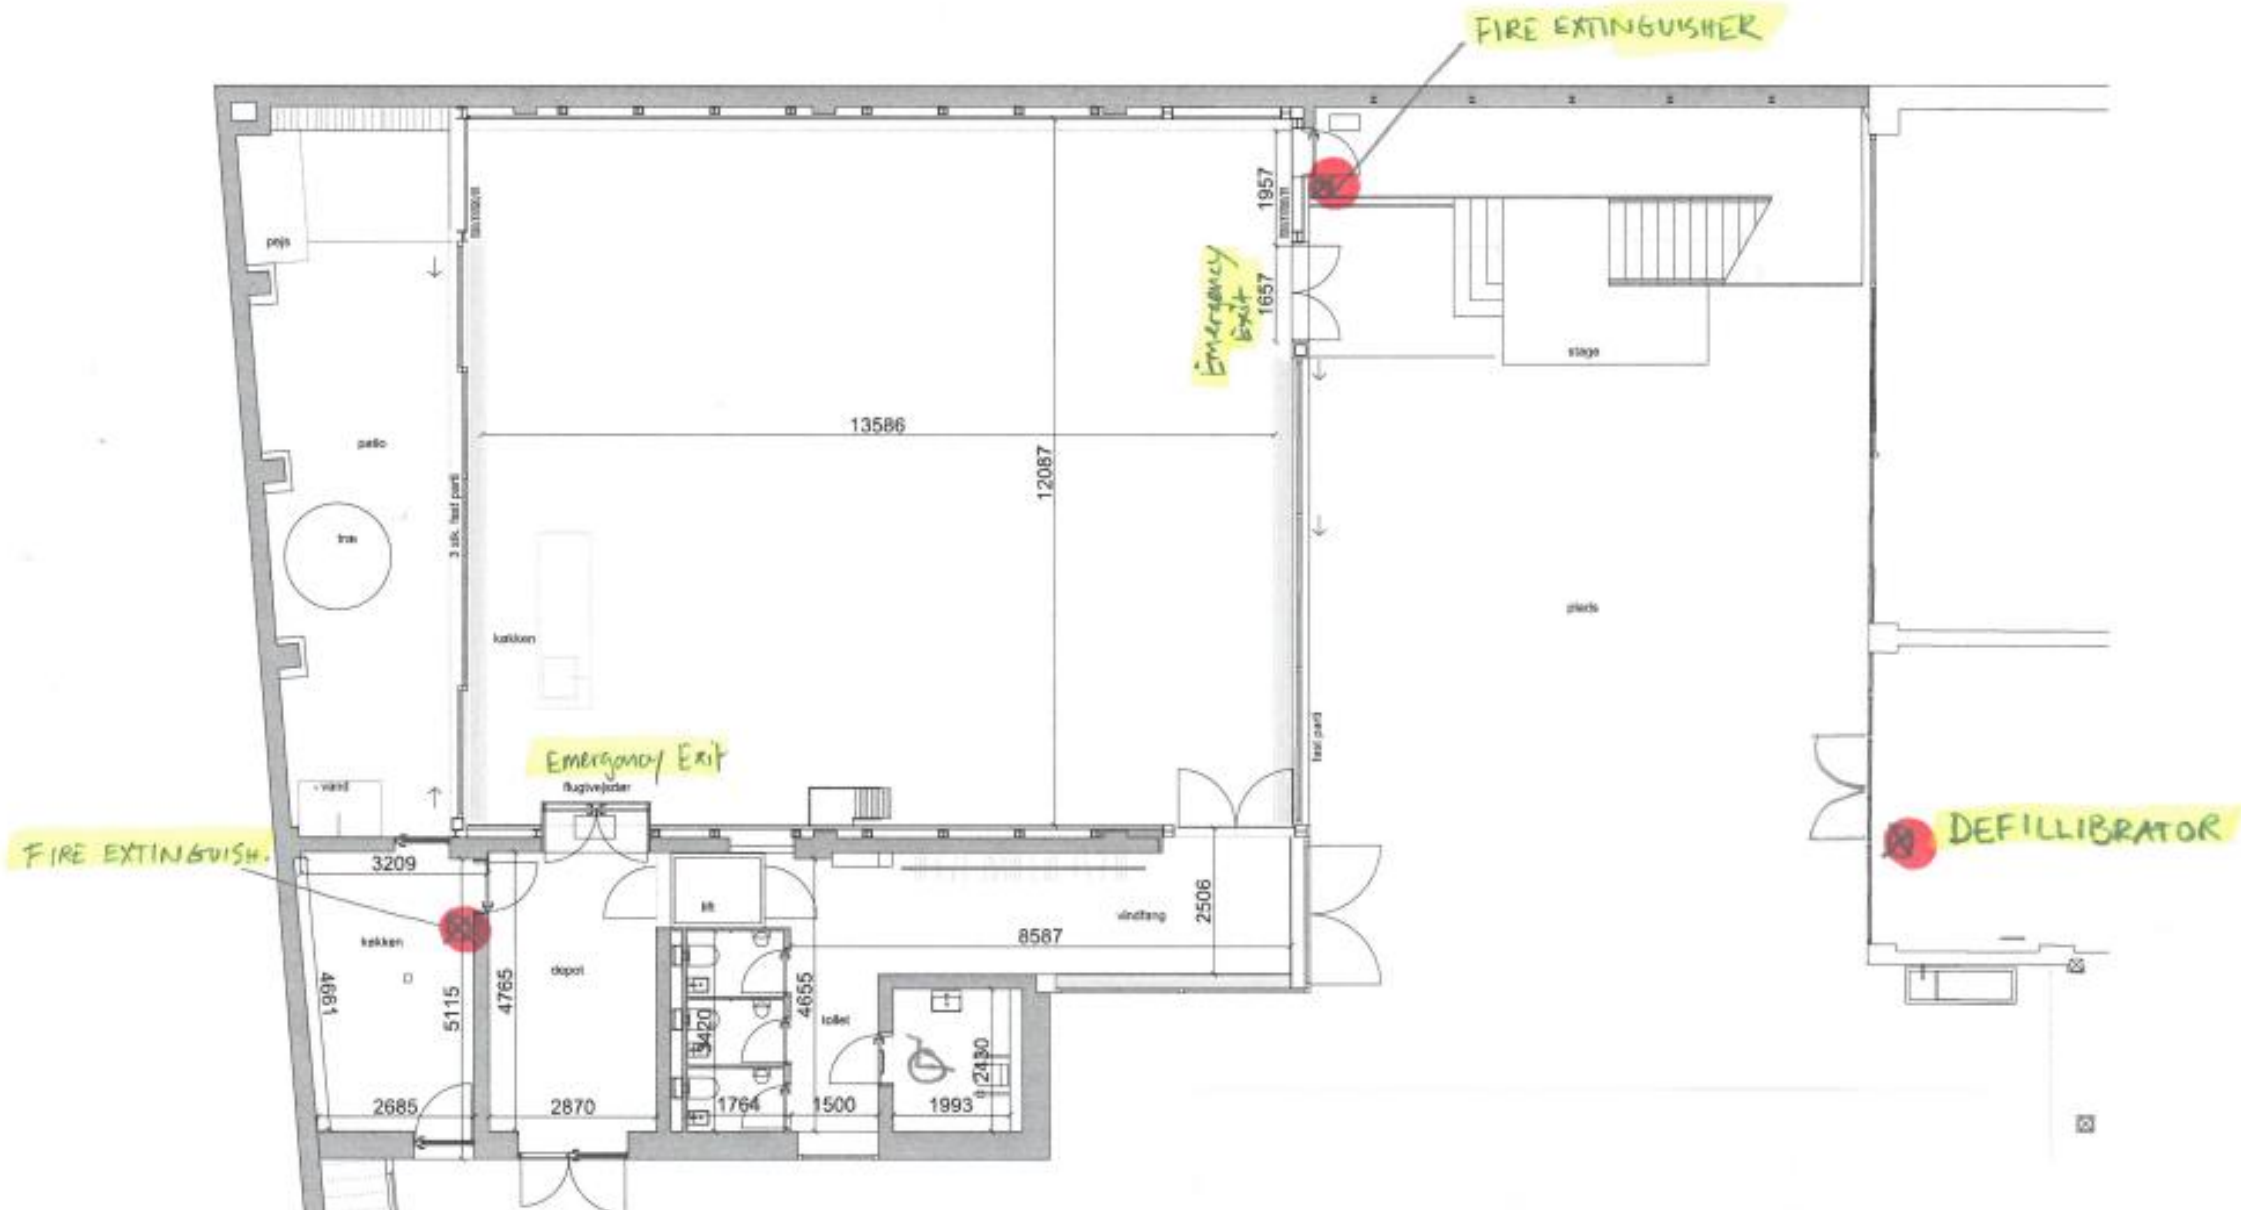 FIRE EXTINGUISHER
1957
pejs
Emergency
Exit
1657
stage
13586
patio
12087
træ
3 stk. fast parti
plads
køkken
fast parti
Emergency Exit
flugtvejsdør
vand
DEFILLIBRATOR
FIRE EXTINGUISH.
3209
lift
2506
vindfang
køkken
8587
depot
4661
5115
4765
4655
toilet
3420
2430
2685
2870
1764
1500
1993